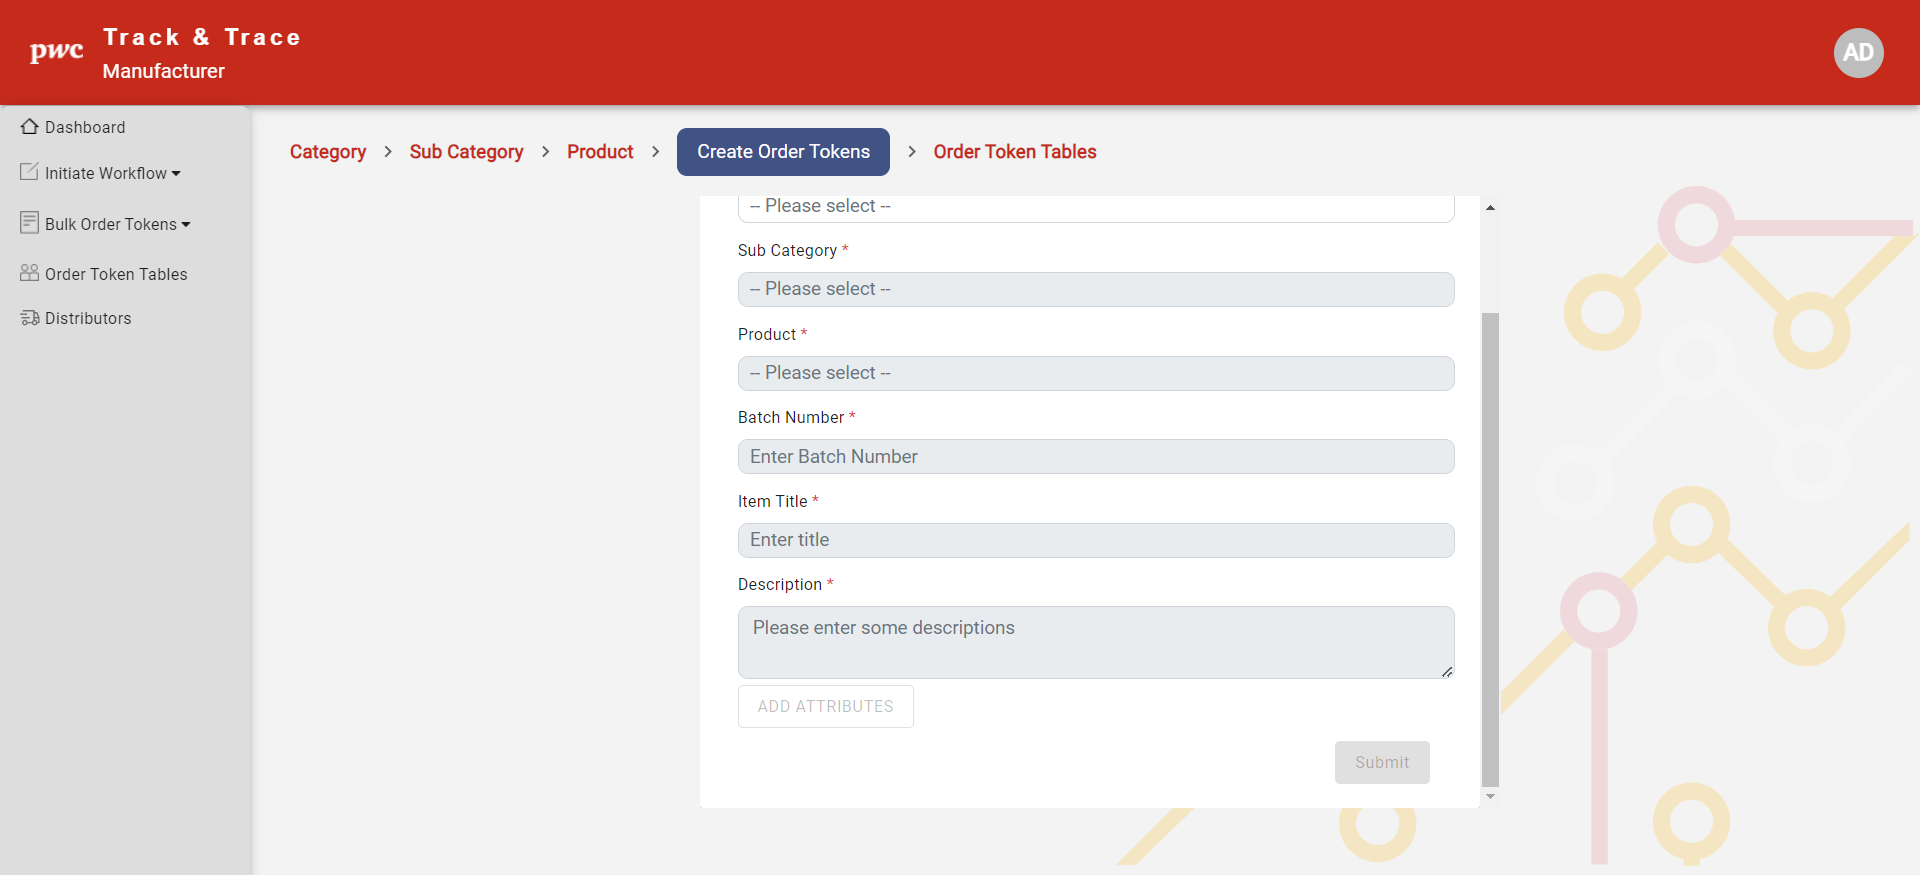 pwc
Track & Trace
Manufacturer
AD
Dashboard
Initiate Workflow
Bulk Order Tokens
Order Token Tables
Distributors
Category > Sub Category > Product > Create Order Tokens > Order Token Tables
-- Please select --
Sub Category *
-- Please select --
Product *
-- Please select --
Batch Number *
Enter Batch Number
Item Title *
Enter title
Description *
Please enter some descriptions
ADD ATTRIBUTES
Submit